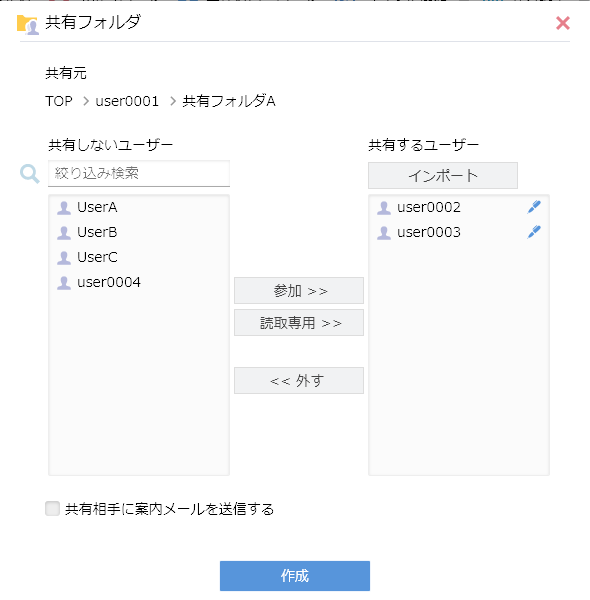 共有フォルダ
共有元
TOP > user0001 > 共有フォルダA
共有しないユーザー
絞り込み検索
UserA
UserB
UserC
user0004
参加 >>
読取専用 >>
<< 外す
共有するユーザー
インポート
user0002
user0003
共有相手に案内メールを送信する
作成